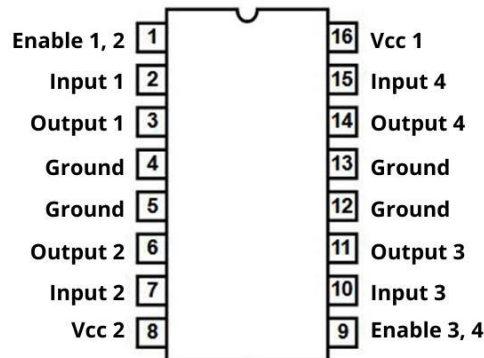 Enable 1, 2 1 16 Vcc 1
Input 1 2 15 Input 4
Output 1 3 14 Output 4
Ground 4 13 Ground
Ground 5 12 Ground
Output 2 6 11 Output 3
Input 2 7 10 Input 3
Vcc 2 8 9 Enable 3, 4